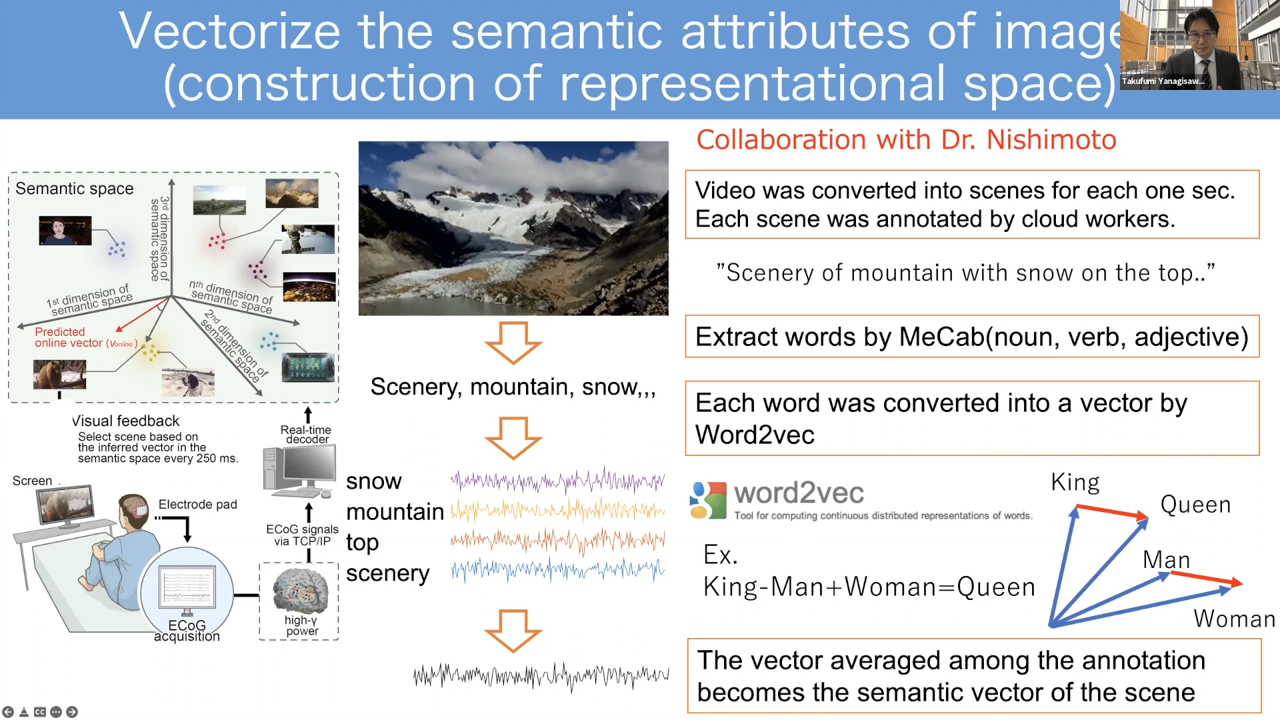 Vectorize the semantic attributes of image
(construction of representational space)
Takufumi Yanagisaw...
Collaboration with Dr. Nishimoto
Semantic space
3rd dimension of
semantic space
1st dimension of
semantic space
nth dimension of
semantic space
2nd dimension of
semantic space
Predicted
online vector (Vonline)
Visual feedback
Select scene based on
the inferred vector in the
semantic space every 250 ms.
Real-time
decoder
Screen
Electrode pad
ECoG signals
via TCP/IP
ECoG
acquisition
high-γ
power
Scenery, mountain, snow,,,
snow
mountain
top
scenery
Video was converted into scenes for each one sec.
Each scene was annotated by cloud workers.
”Scenery of mountain with snow on the top..”
Extract words by MeCab(noun, verb, adjective)
Each word was converted into a vector by
Word2vec
word2vec
Tool for computing continuous distributed representations of words.
Ex.
King-Man+Woman=Queen
King
Queen
Man
Woman
The vector averaged among the annotation
becomes the semantic vector of the scene